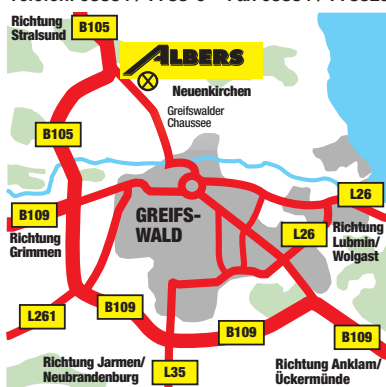 Richtung
Stralsund
B105
ALBERS
Neuenkirchen
Greifswalder
Chaussee
B105
B109
Richtung
Grimmen
GREIFS-
WALD
L26
L26
Richtung
Lubmin/
Wolgast
L261
B109
B109
B109
Richtung Jarmen/
Neubrandenburg
L35
Richtung Anklam/
Ückermünde